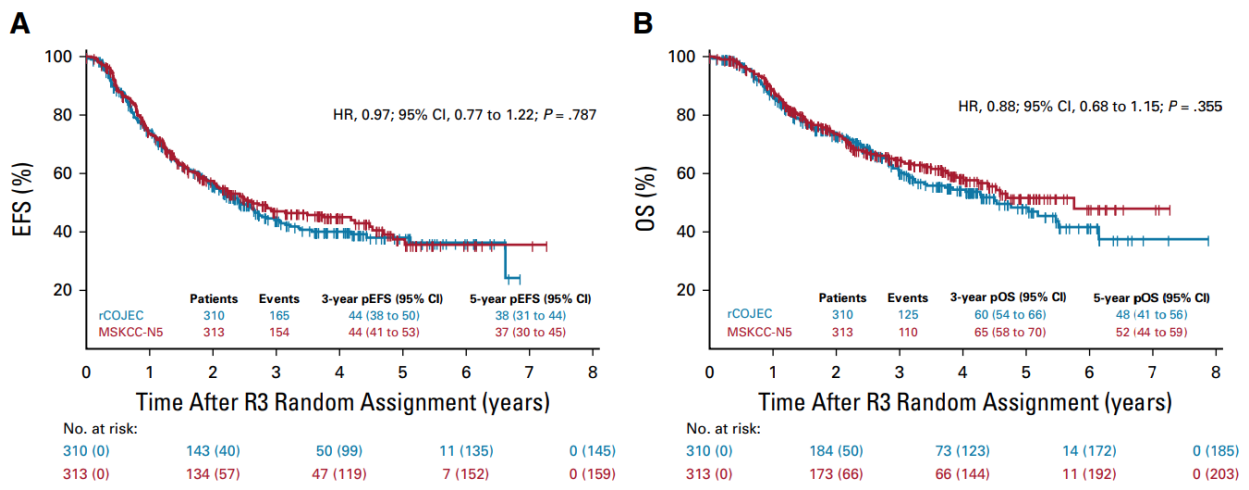 A
100
80
60
40
20
EFS (%)
HR, 0.97; 95% CI, 0.77 to 1.22; P = .787
Patients Events 3-year pEFS (95% CI) 5-year pEFS (95% CI)
rCOJEC 310 165 44 (38 to 50) 38 (31 to 44)
MSKCC-N5 313 154 44 (41 to 53) 37 (30 to 45)
0 1 2 3 4 5 6 7 8
Time After R3 Random Assignment (years)
No. at risk:
310 (0) 143 (40) 50 (99) 11 (135) 0 (145)
313 (0) 134 (57) 47 (119) 7 (152) 0 (159)
B
100
80
60
40
20
OS (%)
HR, 0.88; 95% CI, 0.68 to 1.15; P = .355
Patients Events 3-year pOS (95% CI) 5-year pOS (95% CI)
rCOJEC 310 125 60 (54 to 66) 48 (41 to 56)
MSKCC-N5 313 110 65 (58 to 70) 52 (44 to 59)
0 1 2 3 4 5 6 7 8
Time After R3 Random Assignment (years)
No. at risk:
310 (0) 184 (50) 73 (123) 14 (172) 0 (185)
313 (0) 173 (66) 66 (144) 11 (192) 0 (203)